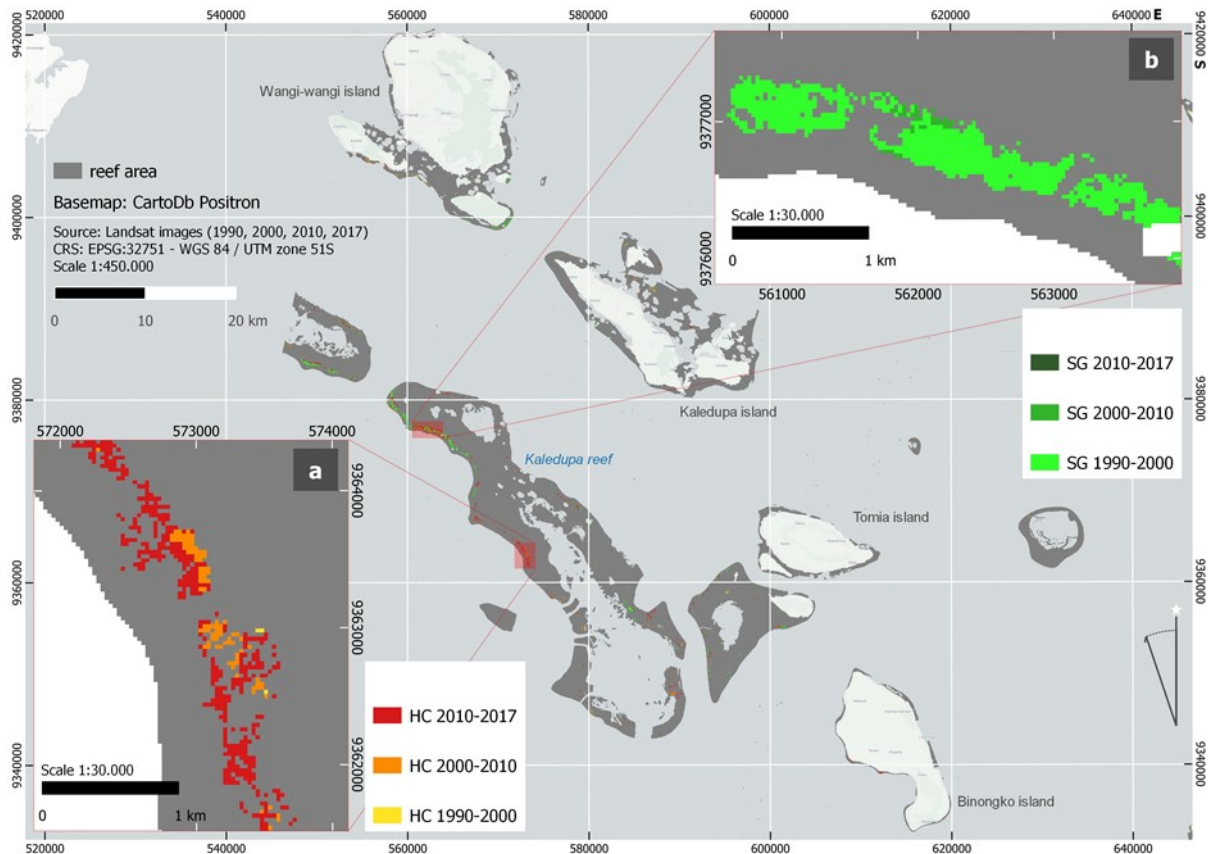 520000
540000
560000
580000
600000
620000
640000 E
9420000
9420000 S
Wangi-wangi island
b
9377000
9376000
Scale 1:30.000
0
1 km
561000
562000
563000
reef area
Basemap: CartoDb Positron
Source: Landsat images (1990, 2000, 2010, 2017)
CRS: EPSG:32751 - WGS 84 / UTM zone 51S
Scale 1:450.000
0
10
20 km
9400000
9400000
SG 2010-2017
SG 2000-2010
SG 1990-2000
9380000
9380000
Kaledupa island
Kaledupa reef
572000
573000
574000
a
9364000
9363000
9362000
Scale 1:30.000
0
1 km
Tomia island
9360000
9360000
HC 2010-2017
HC 2000-2010
HC 1990-2000
9340000
9340000
Binongko island
520000
540000
560000
580000
600000
620000
640000